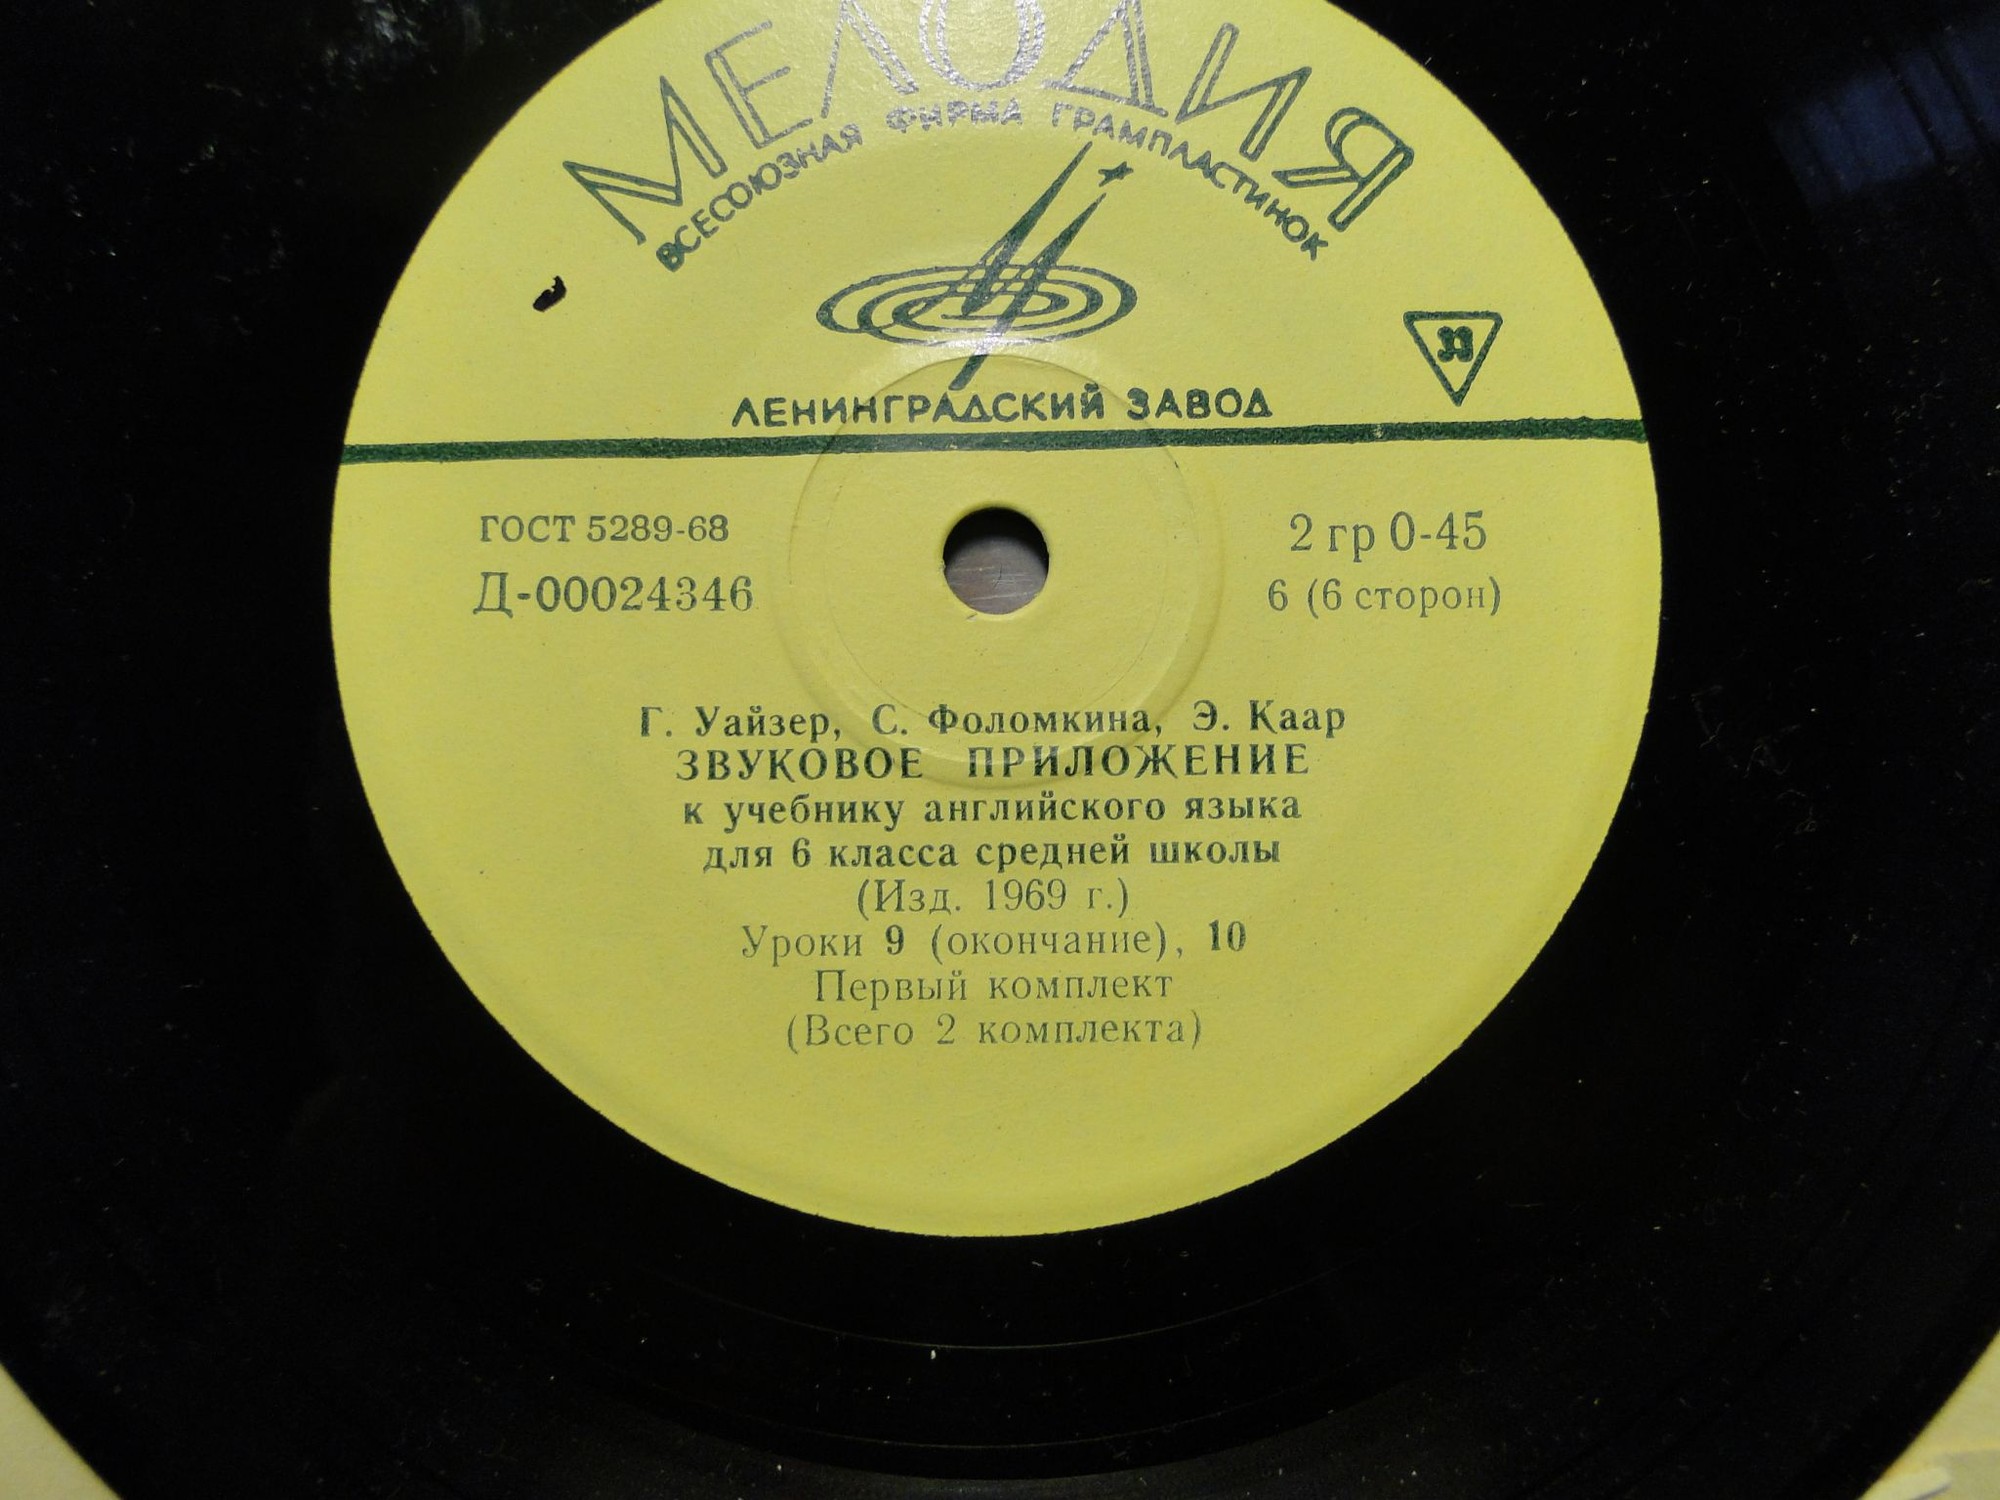 МЕЛОДИЯ
ВСЕСОЮЗНАЯ ФИРМА ГРАМПЛАСТИНОК
33
ЛЕНИНГРАДСКИЙ ЗАВОД
ГОСТ 5289-68
2 гр 0-45
Д-00024346
6 (6 сторон)
Г. Уайзер, С. Фоломкина, Э. Каар
ЗВУКОВОЕ ПРИЛОЖЕНИЕ
к учебнику английского языка
для 6 класса средней школы
(Изд. 1969 г.)
Уроки 9 (окончание), 10
Первый комплект
(Всего 2 комплекта)